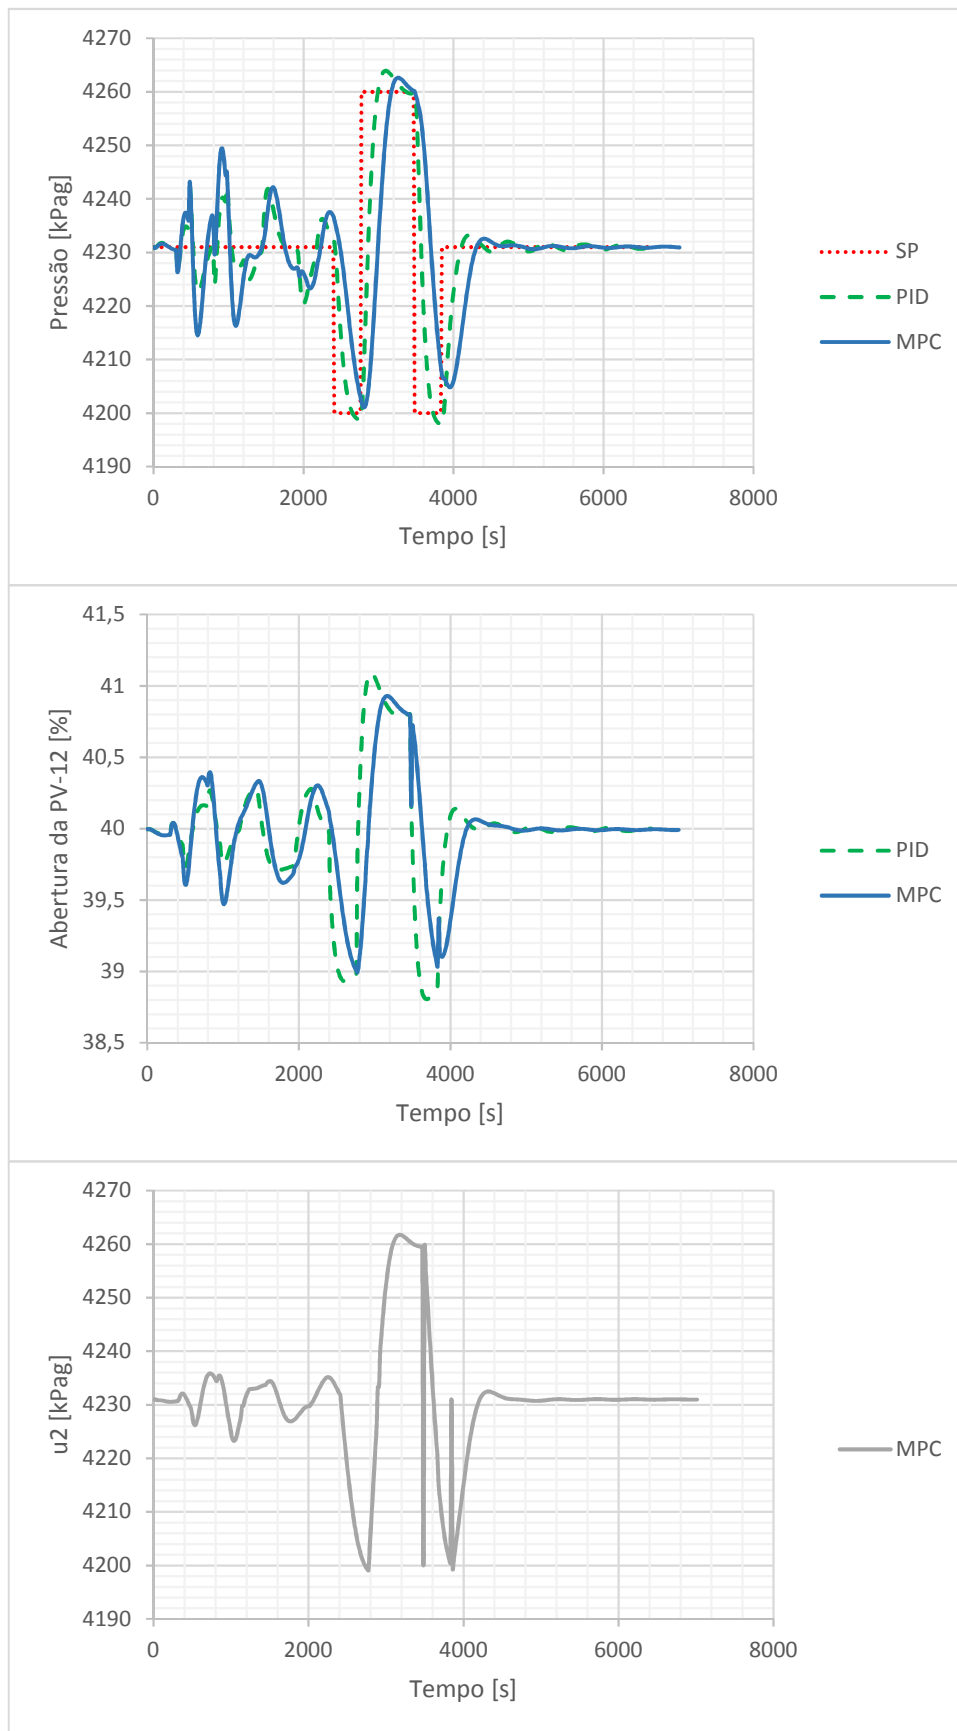 4270
4260
4250
4240
4230
4220
4210
4200
4190
Pressão [kPag]
0 2000 4000 6000 8000
Tempo [s]
SP
PID
MPC
41,5
41
40,5
40
39,5
39
38,5
Abertura da PV-12 [%]
0 2000 4000 6000 8000
Tempo [s]
PID
MPC
4270
4260
4250
4240
4230
4220
4210
4200
4190
u2 [kPag]
0 2000 4000 6000 8000
Tempo [s]
MPC